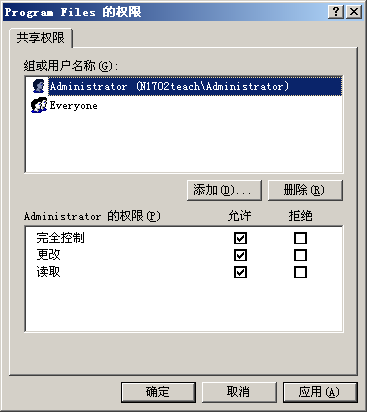 Program Files 的权限
共享权限
组或用户名称(G):
Administrator (N1702teach\Administrator)
Everyone
添加(D)... 删除(R)
Administrator 的权限(P) 允许 拒绝
完全控制
更改
读取
确定 取消 应用(A)